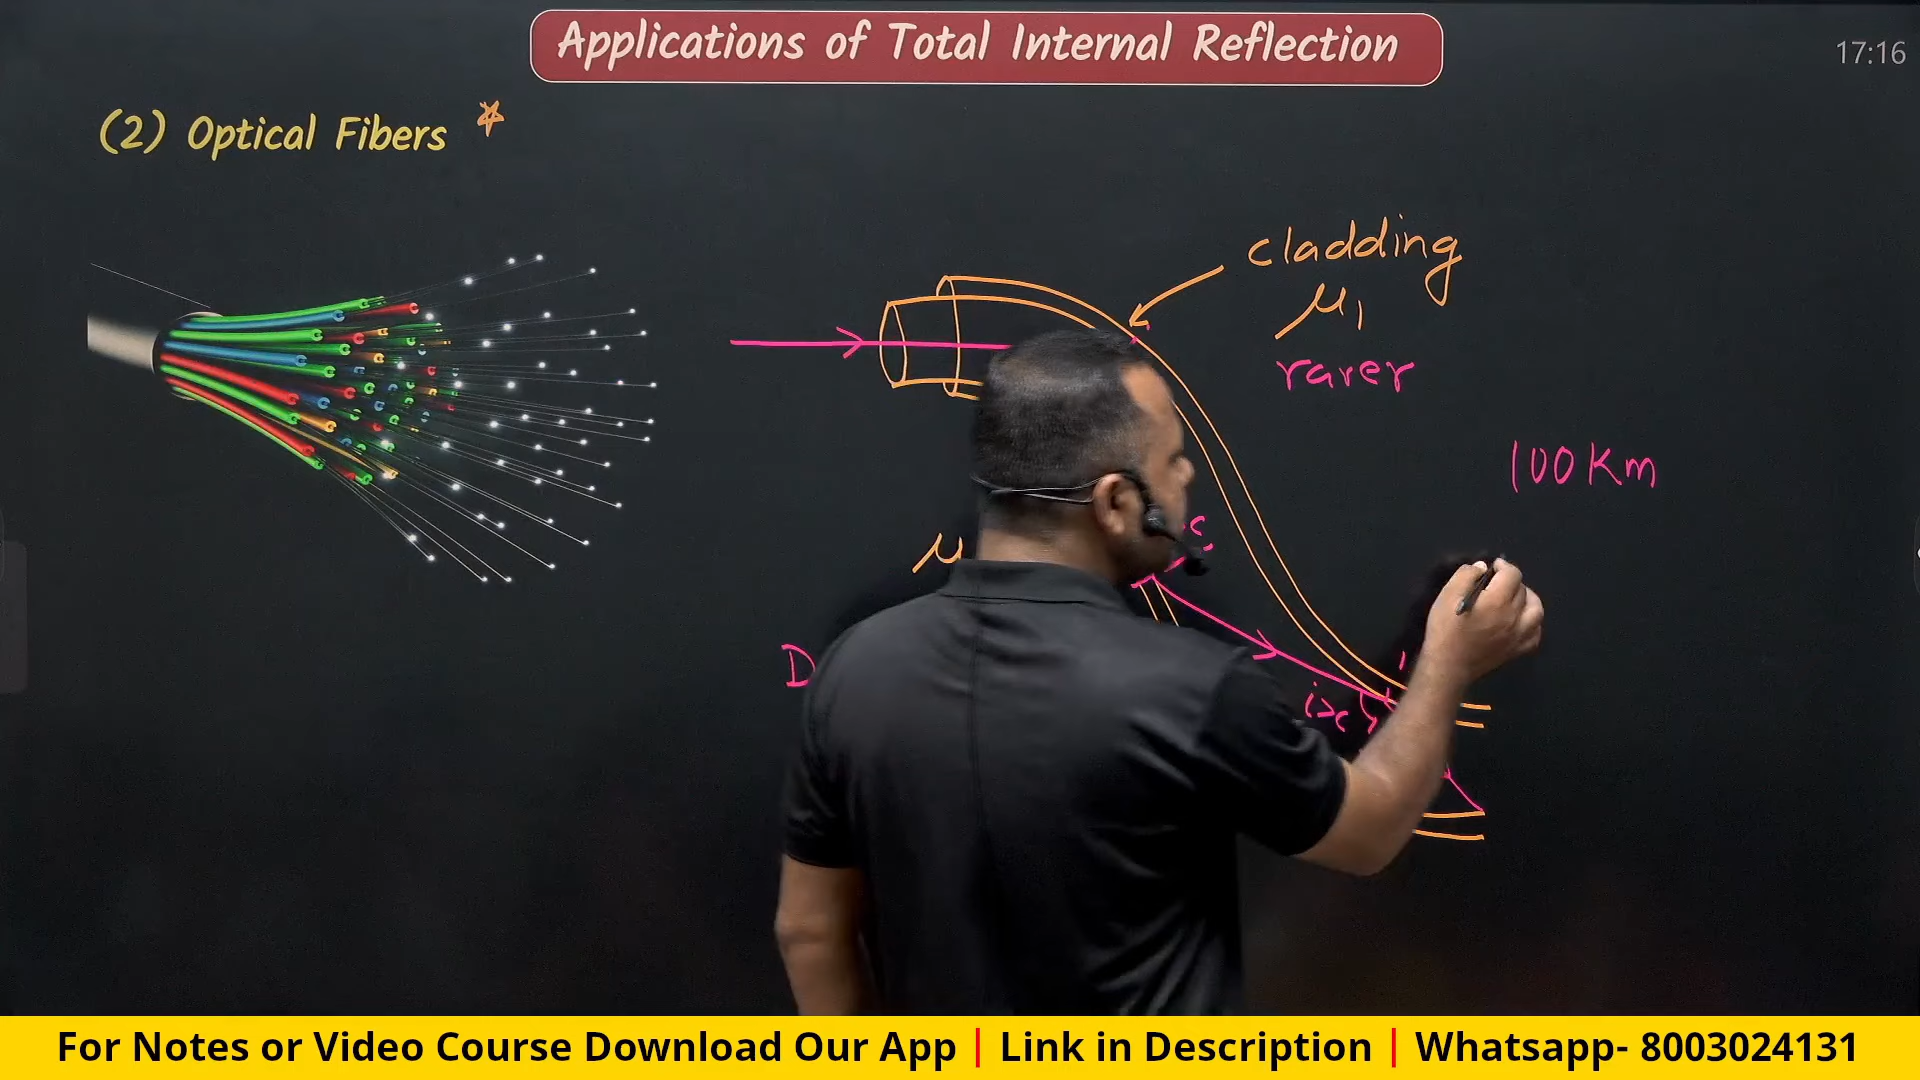 Applications of Total Internal Reflection
17:16
(2) Optical Fibers
cladding
μ1
rarer
100 Km
μ
D
i>c
For Notes or Video Course Download Our App | Link in Description | Whatsapp- 8003024131